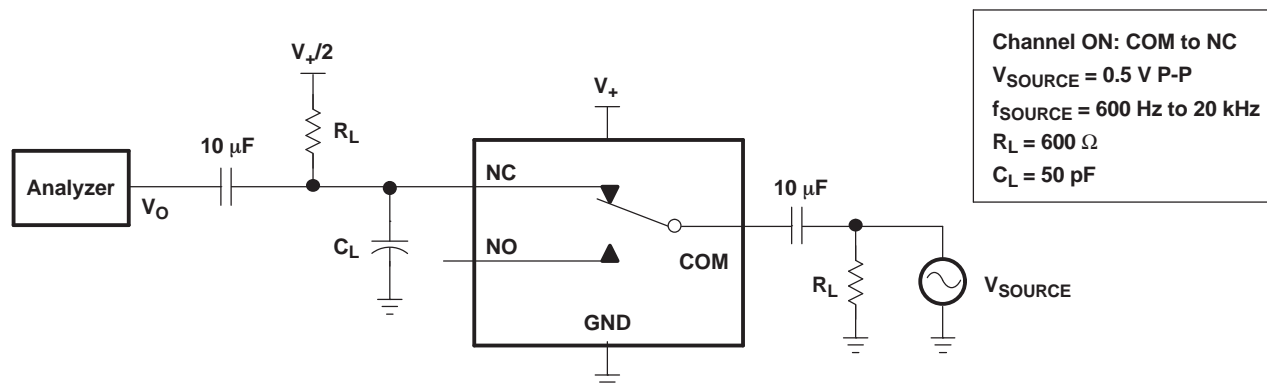 V+/2
V+
RL
10 μF
Analyzer
VO
NC
10 μF
CL
NO
COM
RL
VSOURCE
GND
Channel ON: COM to NC
VSOURCE = 0.5 V P-P
fSOURCE = 600 Hz to 20 kHz
RL = 600 Ω
CL = 50 pF